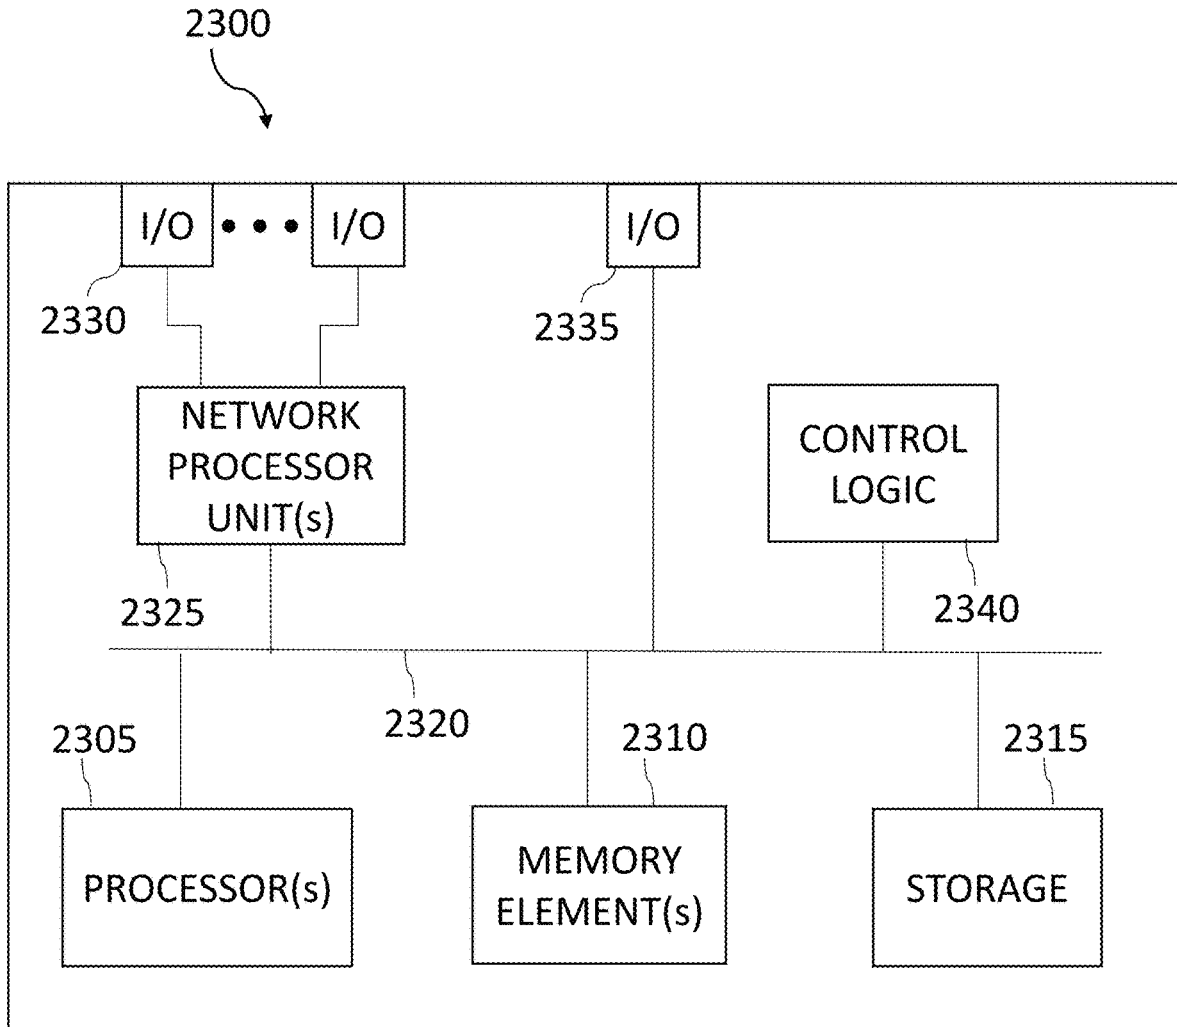 2300
I/O ••• I/O
I/O
2330
2335
NETWORK
PROCESSOR
UNIT(s)
CONTROL
LOGIC
2325
2340
2320
2305
2310
2315
PROCESSOR(s)
MEMORY
ELEMENT(s)
STORAGE